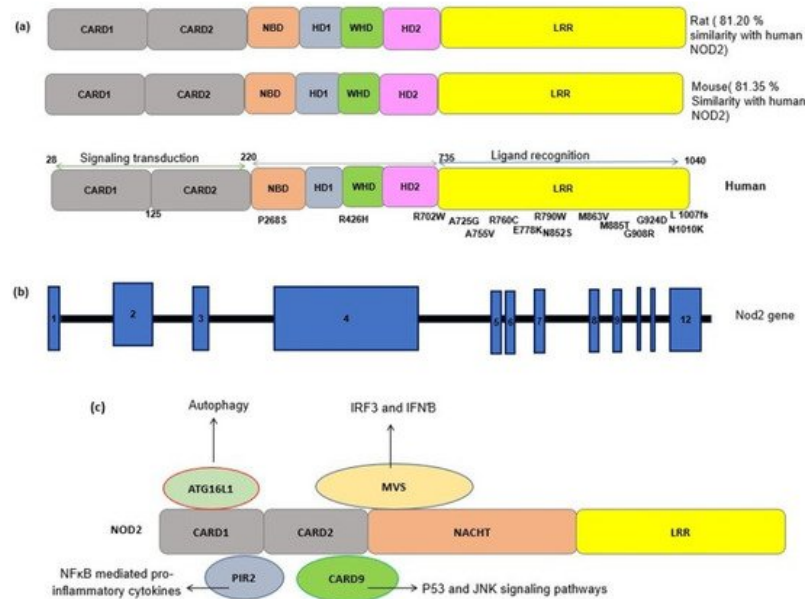 (a)
CARD1 CARD2 NBD HD1 WHD HD2 LRR
Rat ( 81.20 %
similarity with human
NOD2)
CARD1 CARD2 NBD HD1 WHD HD2 LRR
Mouse( 81.35 %
Similarity with human
NOD2)
28 Signaling transduction 220 735 Ligand recognition 1040
CARD1 CARD2 NBD HD1 WHD HD2 LRR Human
125 P268S R426H R702W A725G R760C R790W M863V G924D L 1007fs
A755V E778K N852S M885T G908R N1010K
(b)
1 2 3 4 5 6 7 8 9 12 Nod2 gene
(c)
Autophagy IRF3 and IFNB
ATG16L1 MVS
NOD2 CARD1 CARD2 NACHT LRR
NFκB mediated pro-
inflammatory cytokines
PIR2 CARD9 P53 and JNK signaling pathways